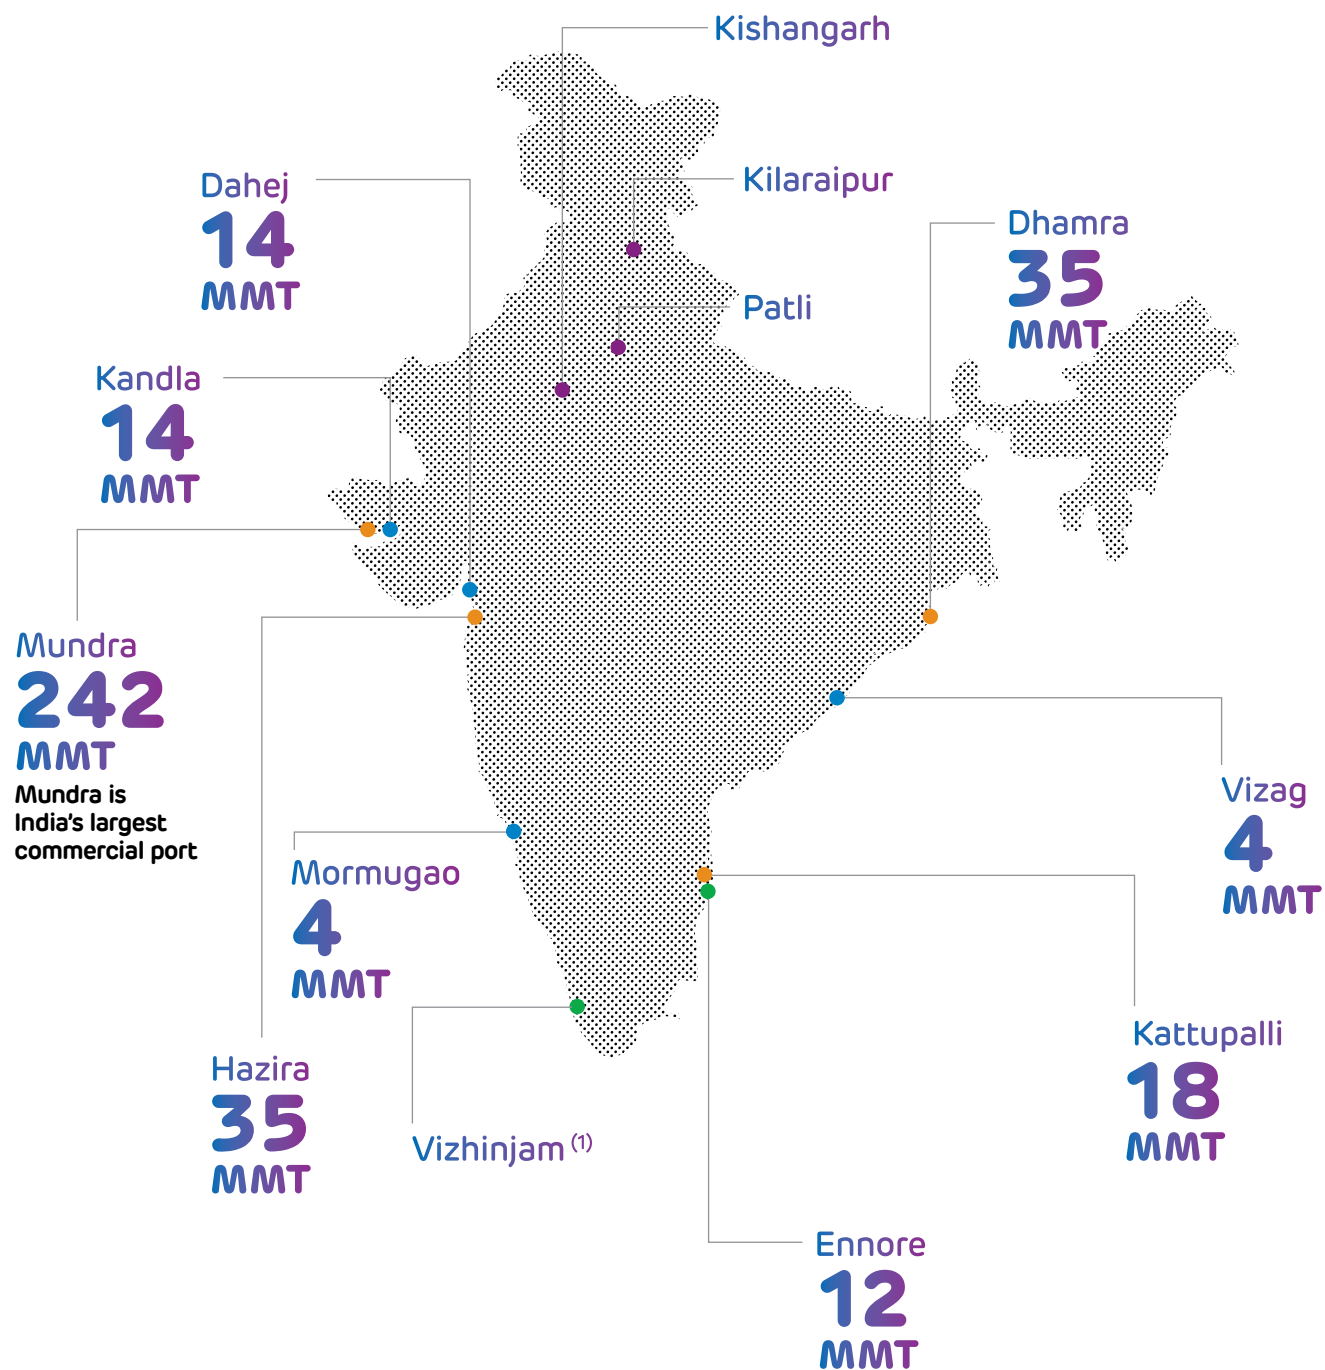 Kishangarh
Kilaraipur
Patli
Dahej
14
MMT
Dhamra
35
MMT
Kandla
14
MMT
Mundra
242
MMT
Mundra is
India's largest
commercial port
Vizag
4
MMT
Mormugao
4
MMT
Kattupalli
18
MMT
Hazira
35
MMT
Vizhinjam (1)
Ennore
12
MMT